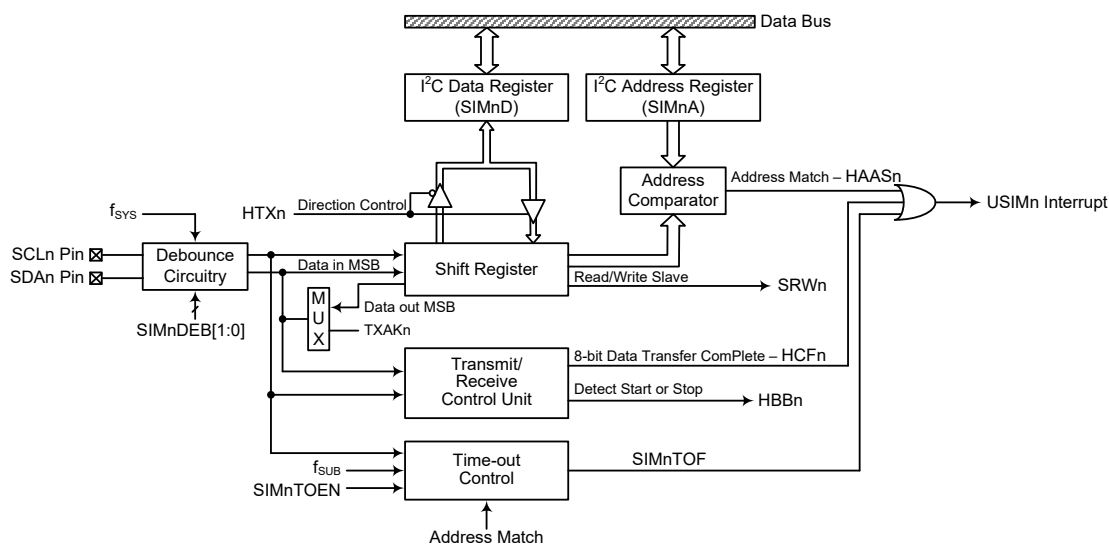 Data Bus
I²C Data Register
(SIMnD)
I²C Address Register
(SIMnA)
Address
Comparator
Address Match – HAASn
USIMn Interrupt
HTXn
Direction Control
fSYS
SCLn Pin
SDAn Pin
Debounce
Circuitry
SIMnDEB[1:0]
Data in MSB
Shift Register
Read/Write Slave
SRWn
M
U
X
Data out MSB
TXAKn
Transmit/
Receive
Control Unit
8-bit Data Transfer ComPlete – HCFn
Detect Start or Stop
HBBn
fSUB
SIMnTOEN
Time-out
Control
SIMnTOF
Address Match